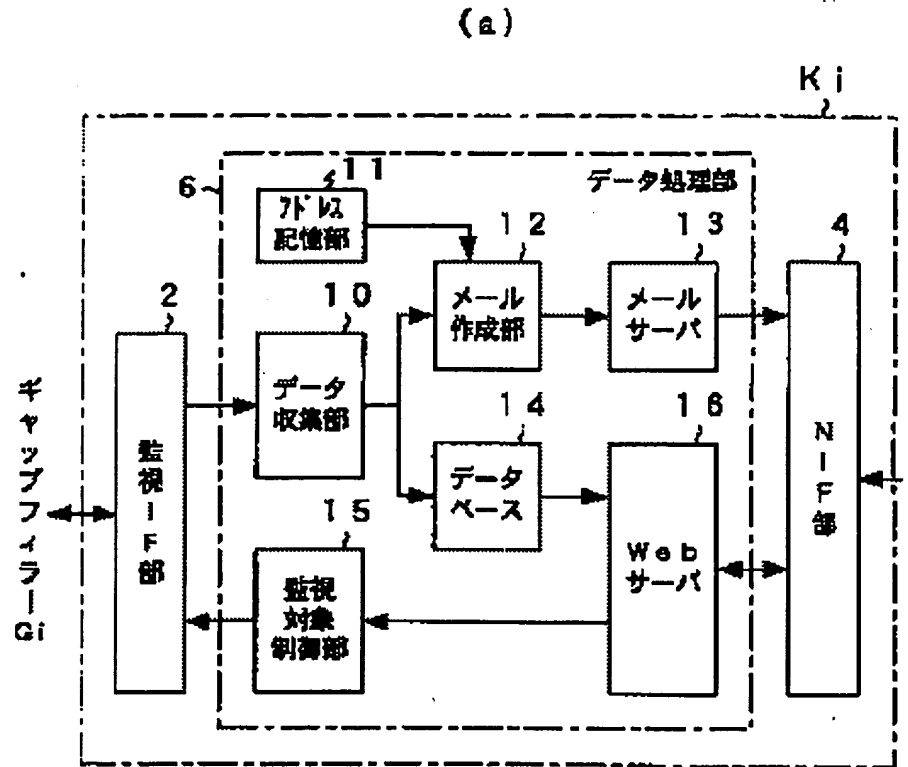 (a)
Ki
6
11
アドレス
記憶部
データ処理部
12
メール
作成部
13
メール
サーバ
4
N-F部
2
監視-F部
10
データ
収集部
14
データ
ベース
16
Web
サーバ
15
監視
対象
制御部
ギャップフィラーGi